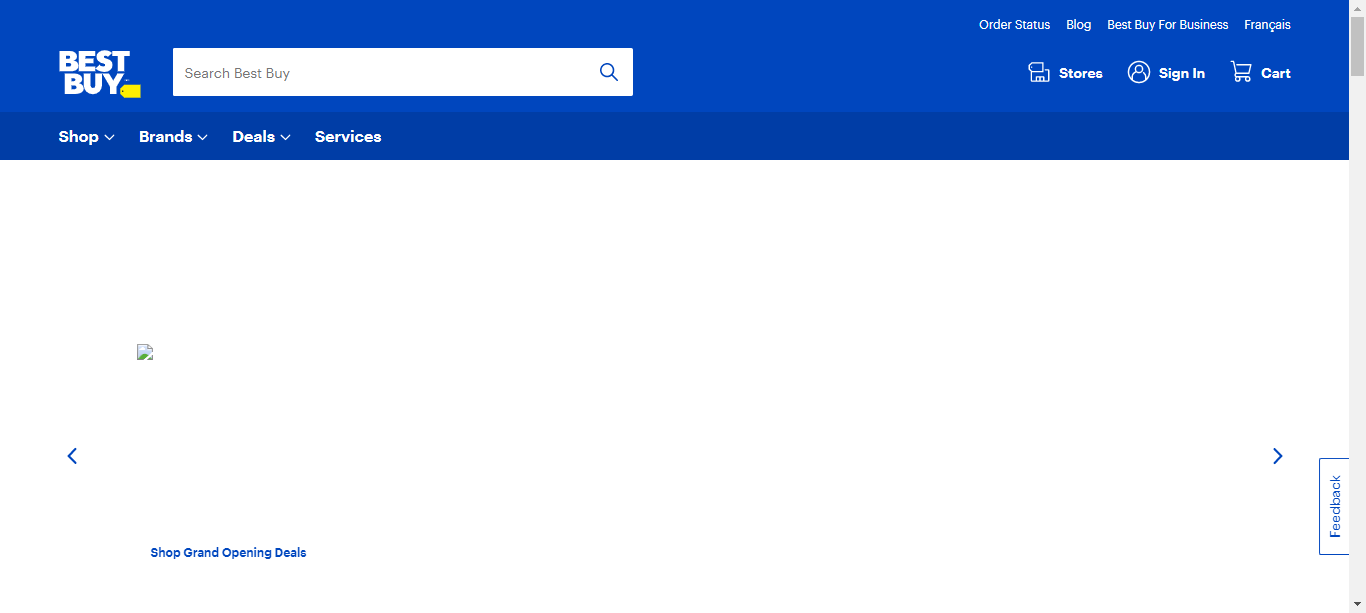 Order Status Blog Best Buy For Business Français
BEST
BUY
Search Best Buy
Stores Sign In Cart
Shop Brands Deals Services
Feedback
Shop Grand Opening Deals